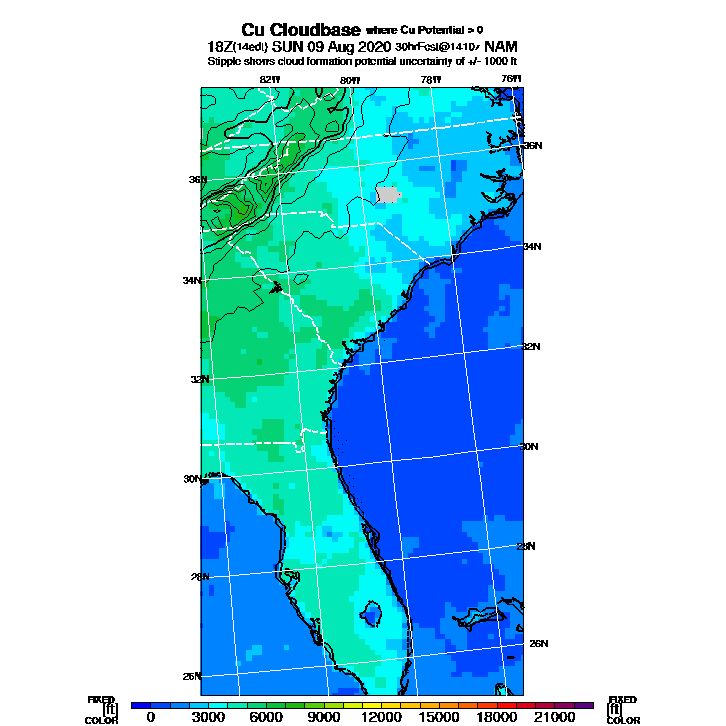 Cu Cloudbase where Cu Potential > 0
18Z(14edt) SUN 09 Aug 2020 30hrFcst@1410z NAM
Stipple shows cloud formation potential uncertainty of +/- 1000 ft
82W 80W 78W 76W
36N
36N
34N
34N
32N
32N
30N
30N
28N
28N
26N
26N
FIXED FIXED
[ft] [ft]
COLOR COLOR
0 3000 6000 9000 12000 15000 18000 21000